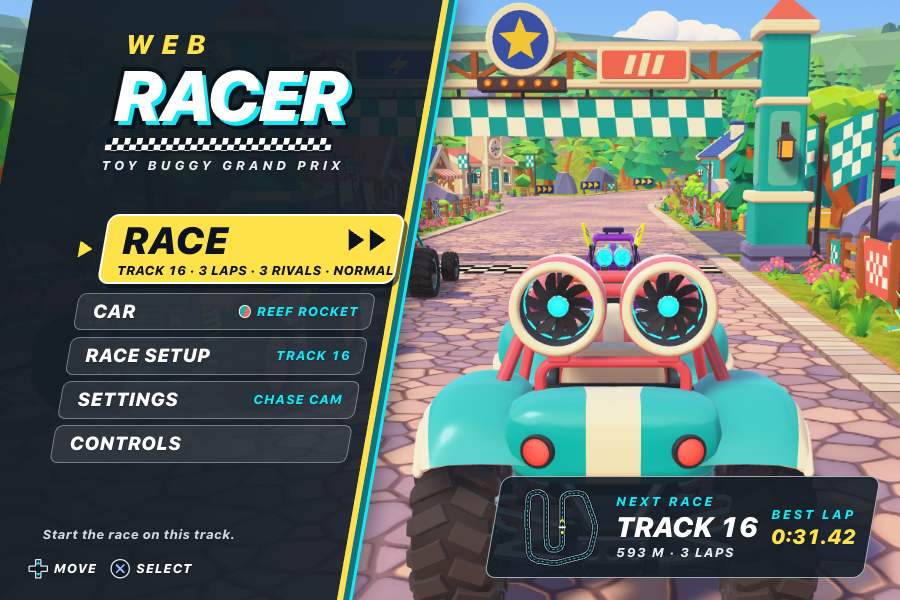 WEB
RACER
TOY BUGGY GRAND PRIX
RACE
TRACK 16 · 3 LAPS · 3 RIVALS · NORMAL
CAR
REEF ROCKET
RACE SETUP
TRACK 16
SETTINGS
CHASE CAM
CONTROLS
Start the race on this track.
MOVE
SELECT
NEXT RACE
TRACK 16
593 M · 3 LAPS
BEST LAP
0:31.42